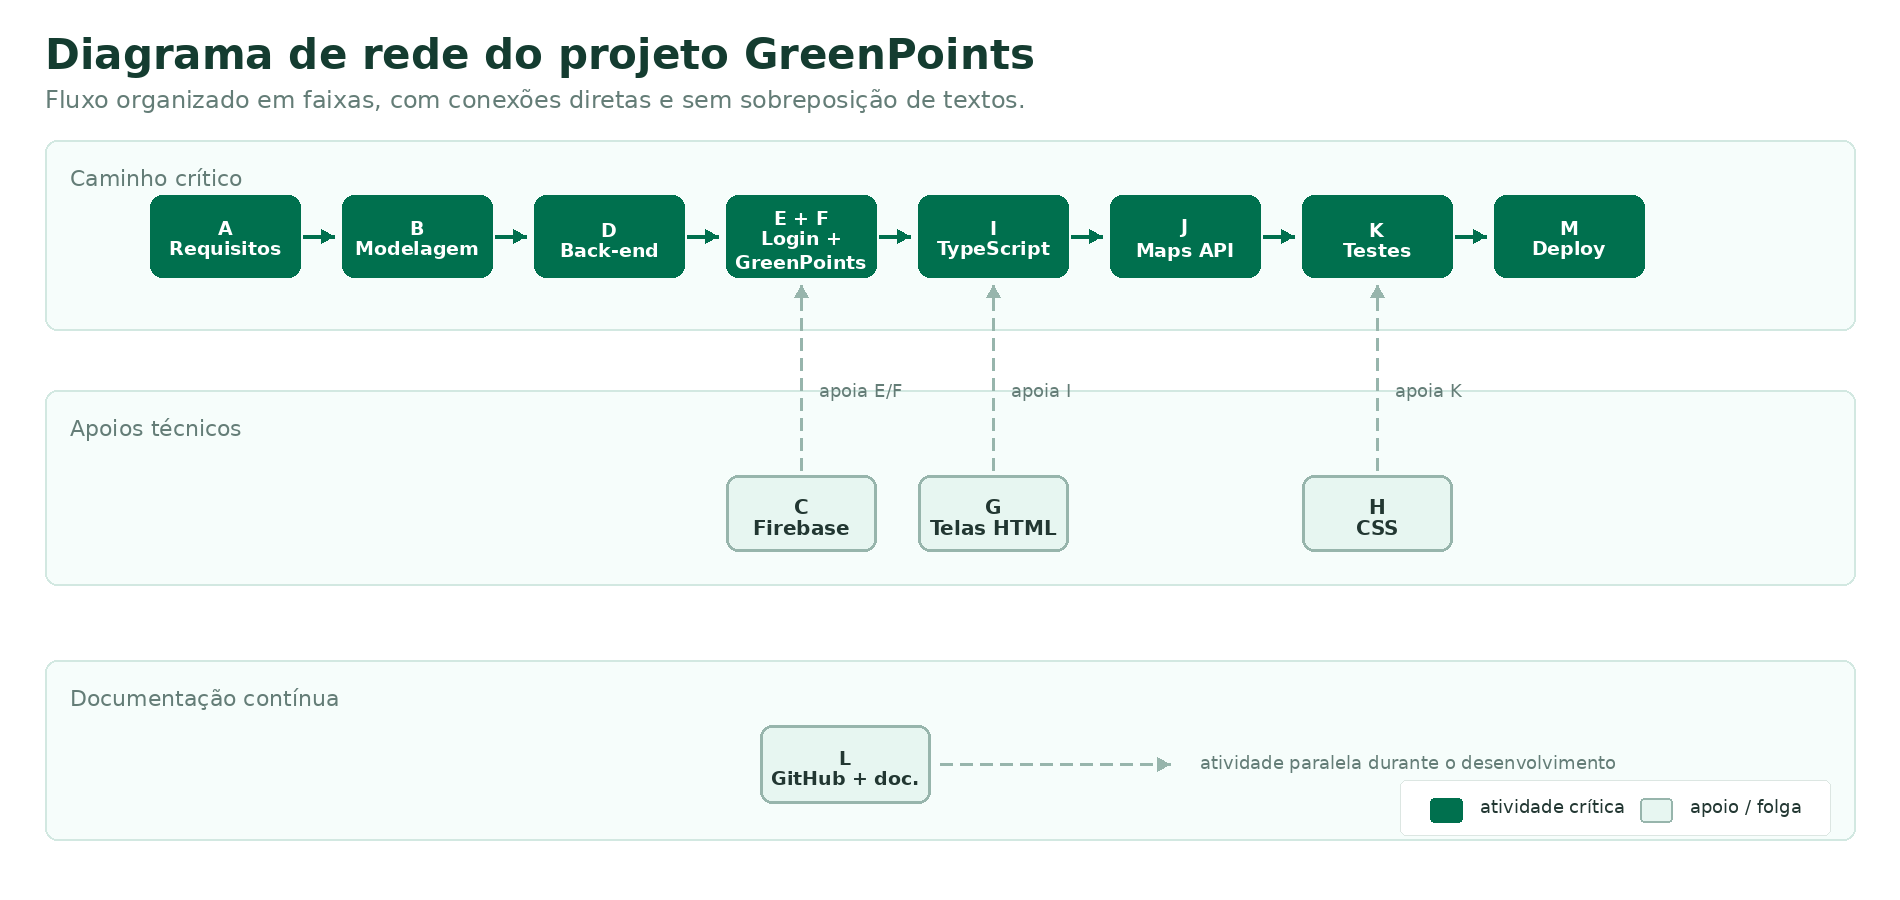 Diagrama de rede do projeto GreenPoints
Fluxo organizado em faixas, com conexões diretas e sem sobreposição de textos.
Caminho crítico
A
Requisitos
B
Modelagem
D
Back-end
E + F
Login +
GreenPoints
I
TypeScript
J
Maps API
K
Testes
M
Deploy
apoia E/F
apoia I
apoia K
Apoios técnicos
C
Firebase
G
Telas HTML
H
CSS
Documentação contínua
L
GitHub + doc.
atividade paralela durante o desenvolvimento
atividade crítica
apoio / folga